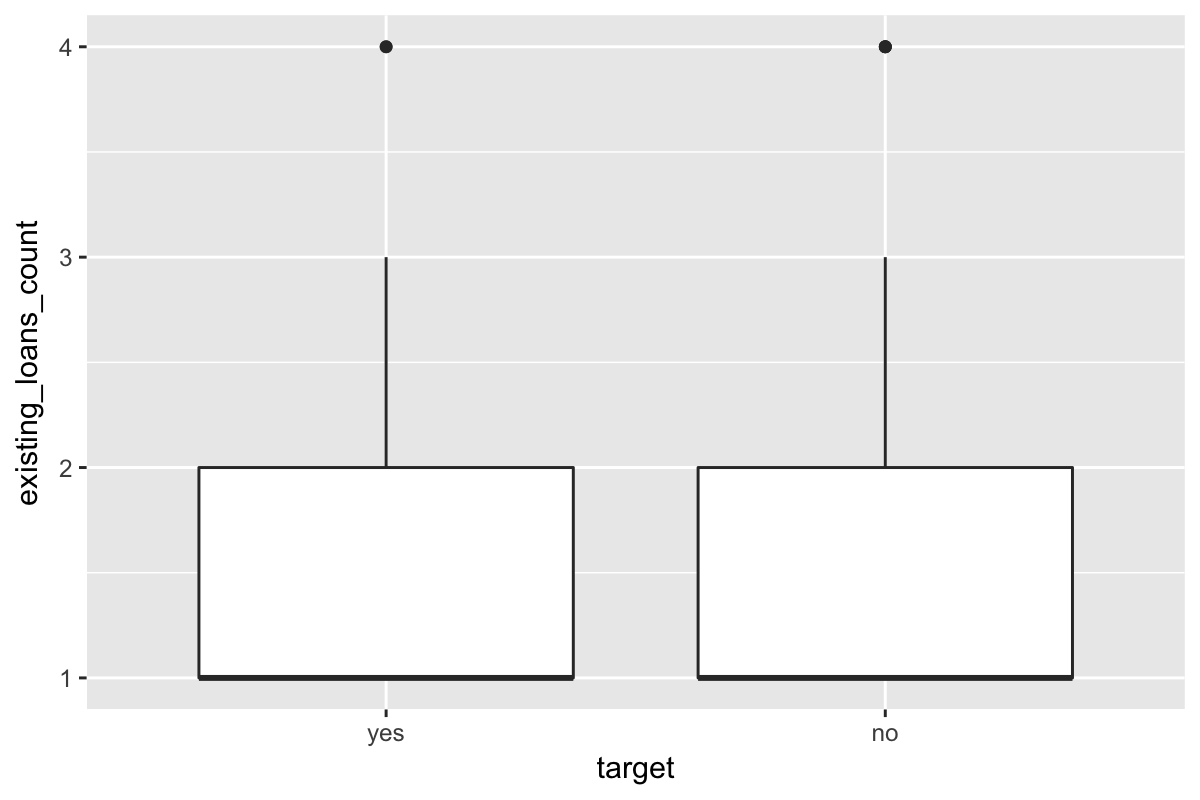 existing_loans_count
4
3
2
1
yes
no
target